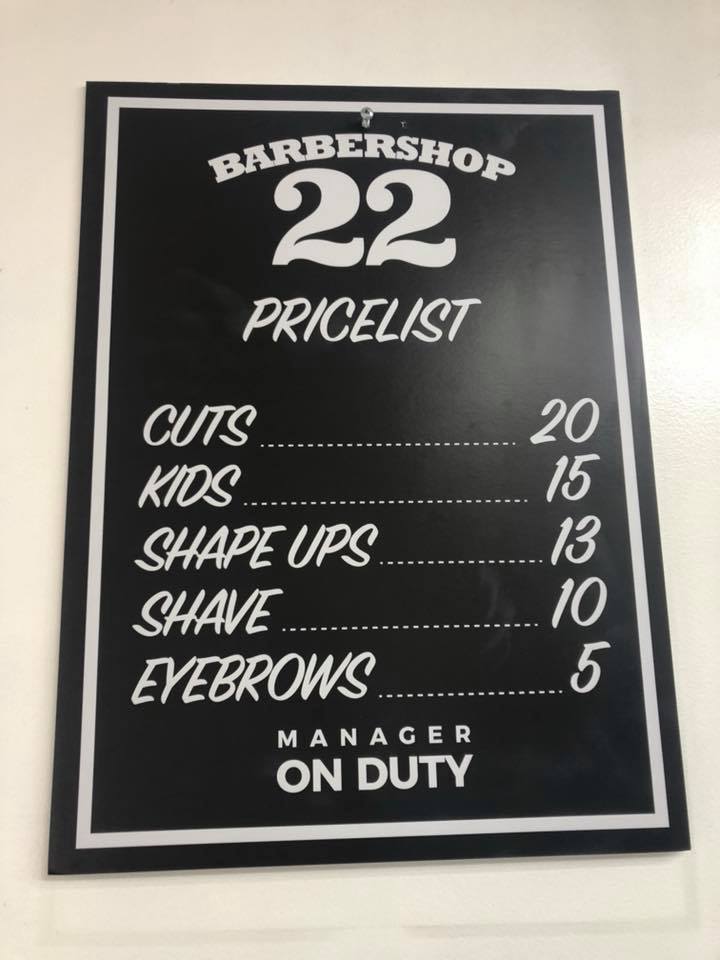 BARBERSHOP
22
PRICELIST
CUTS 20
KIDS 15
SHAPE UPS 13
SHAVE 10
EYEBROWS 5
MANAGER
ON DUTY